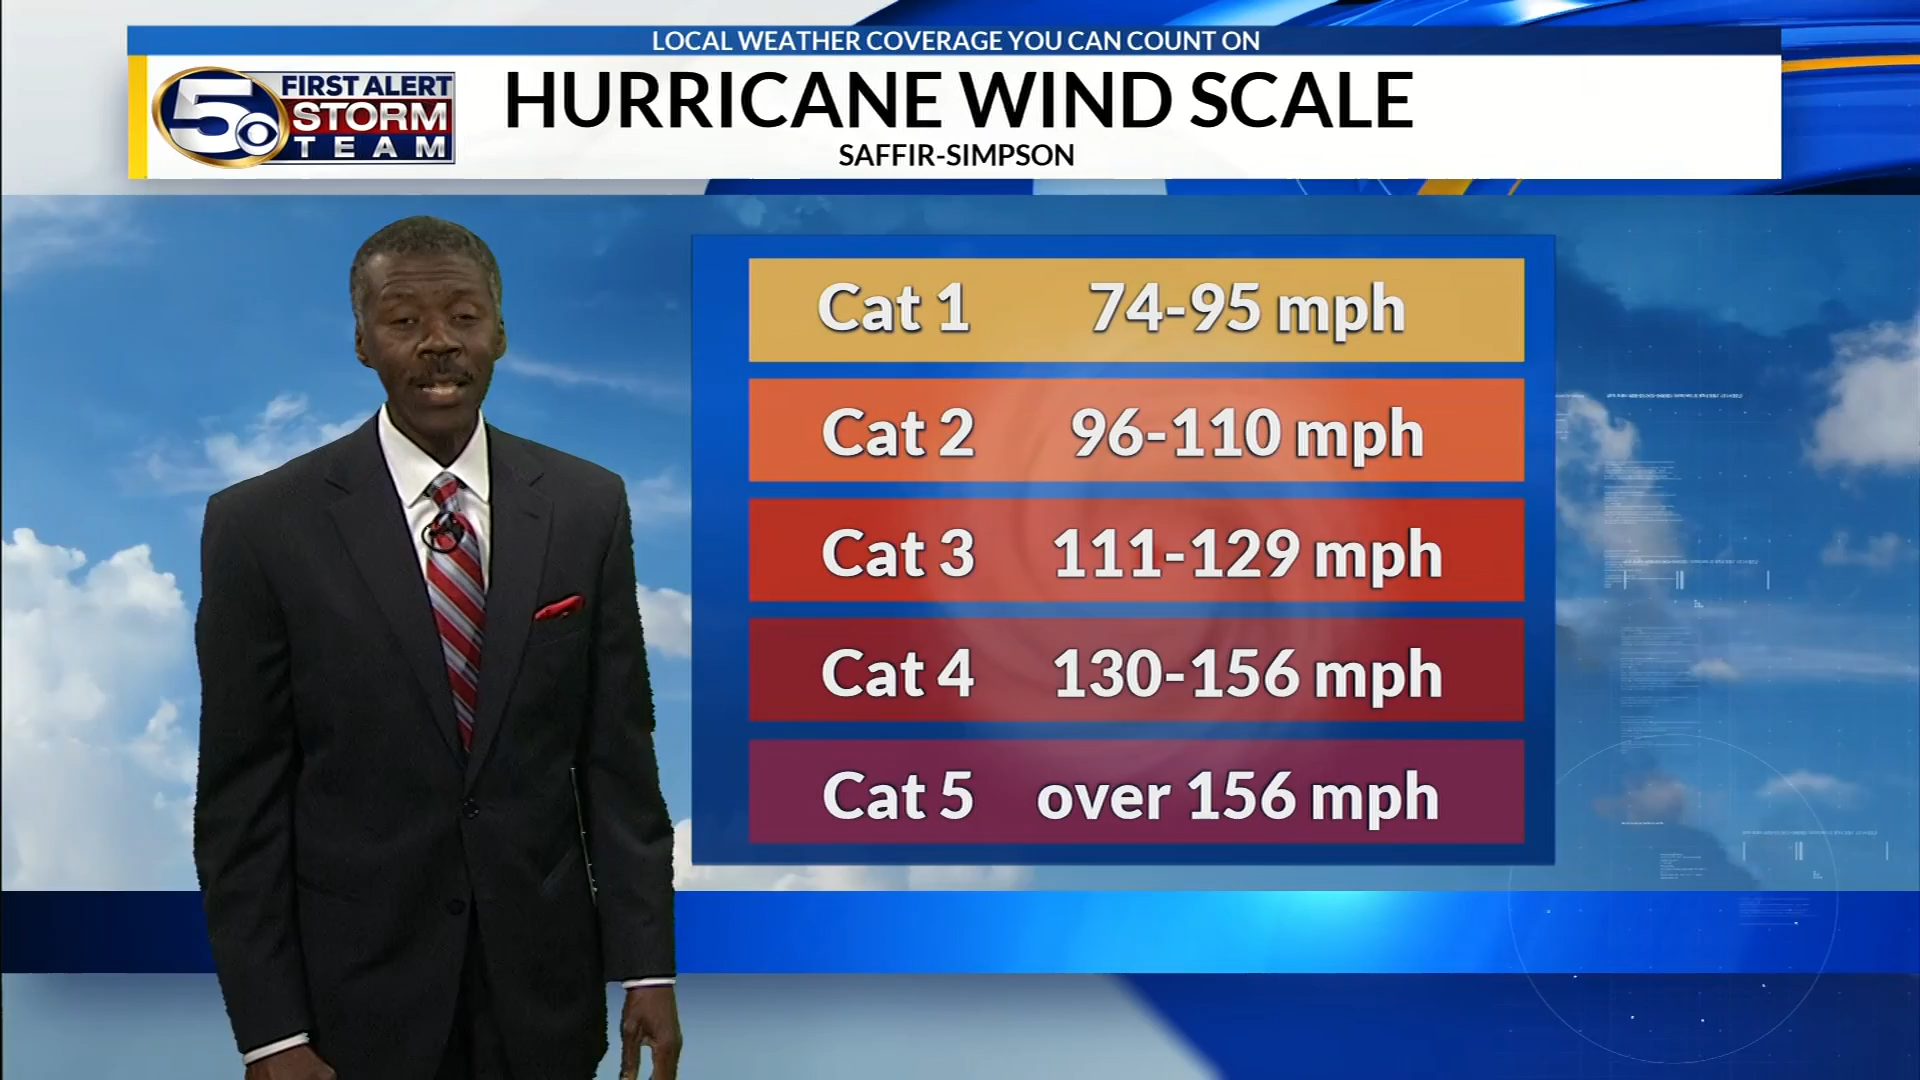 LOCAL WEATHER COVERAGE YOU CAN COUNT ON
5 FIRST ALERT
STORM
TEAM
HURRICANE WIND SCALE
SAFFIR-SIMPSON
Cat 1 74-95 mph
Cat 2 96-110 mph
Cat 3 111-129 mph
Cat 4 130-156 mph
Cat 5 over 156 mph